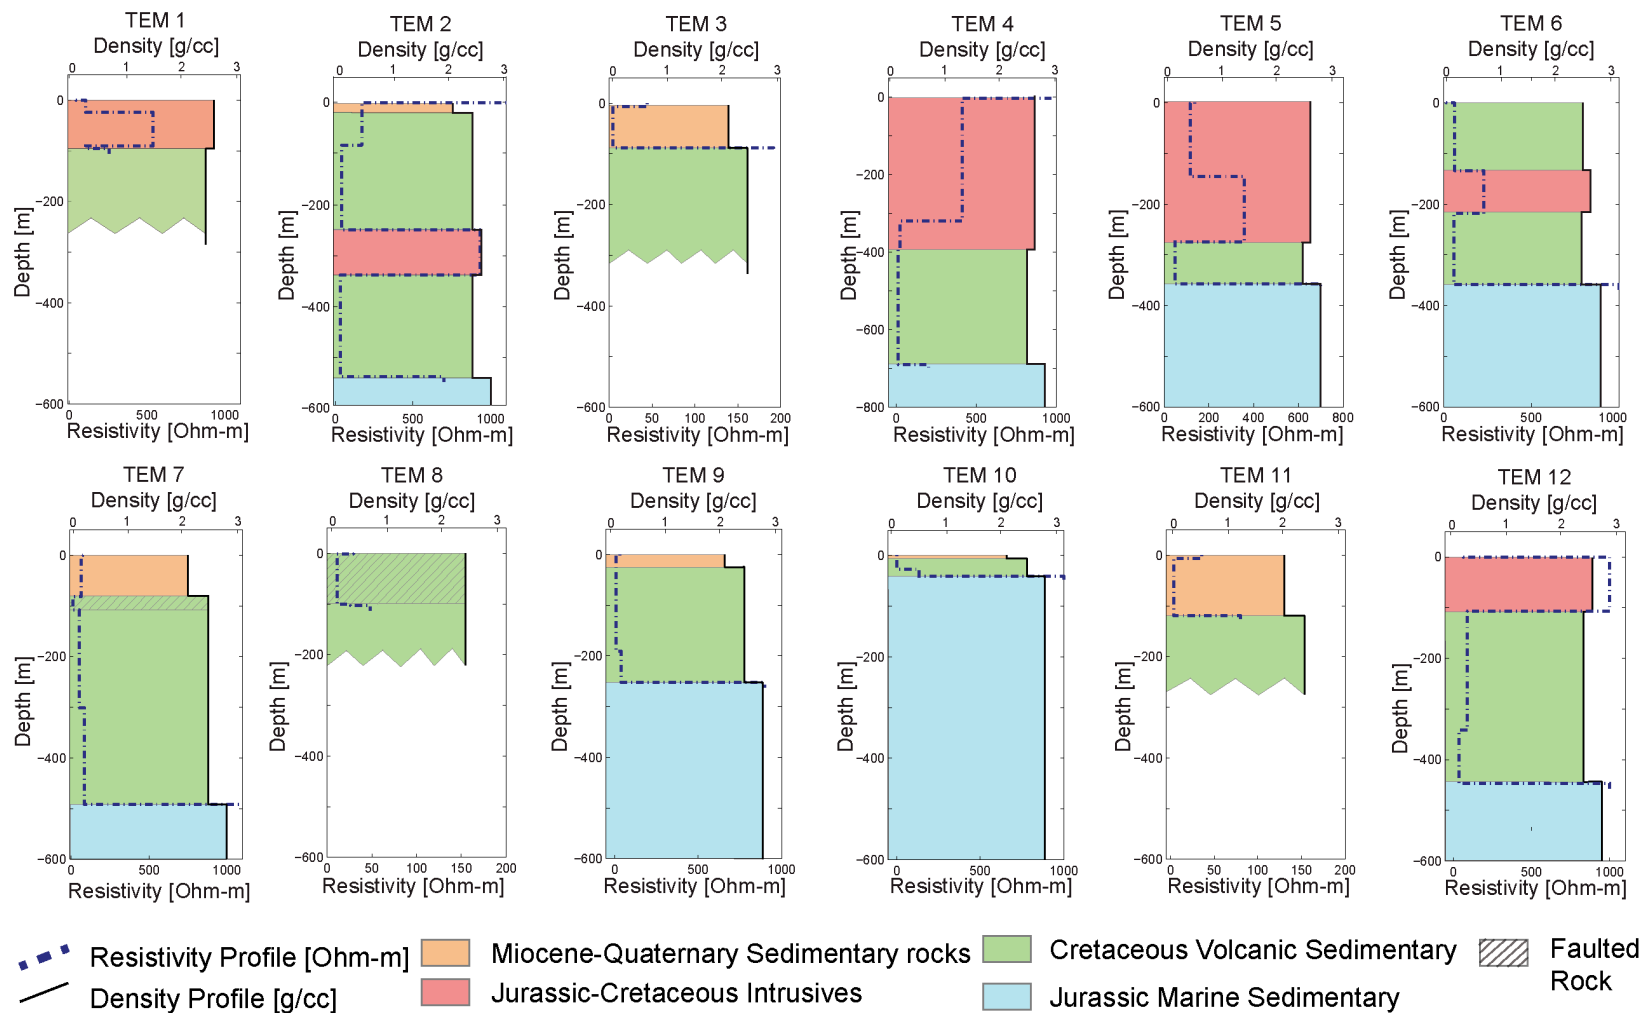 TEM 1
Density [g/cc]
0 1 2 3
0
−200
−400
−600
Depth [m]
0 500 1000
Resistivity [Ohm-m]
TEM 2
Density [g/cc]
0 1 2 3
0
−200
−400
−600
Depth [m]
0 500 1000
Resistivity [Ohm-m]
TEM 3
Density [g/cc]
0 1 2 3
0
−200
−400
−600
Depth [m]
0 50 100 150 200
Resistivity [Ohm-m]
TEM 4
Density [g/cc]
0 1 2 3
0
−200
−400
−600
−800
Depth [m]
0 500 1000
Resistivity [Ohm-m]
TEM 5
Density [g/cc]
0 1 2 3
0
−200
−400
−600
Depth [m]
0 200 400 600 800
Resistivity [Ohm-m]
TEM 6
Density [g/cc]
0 1 2 3
0
−200
−400
−600
Depth [m]
0 500 1000
Resistivity [Ohm-m]
TEM 7
Density [g/cc]
0 1 2 3
0
−200
−400
−600
Depth [m]
0 500 1000
Resistivity [Ohm-m]
TEM 8
Density [g/cc]
0 1 2 3
0
−200
−400
−600
Depth [m]
0 50 100 150 200
Resistivity [Ohm-m]
TEM 9
Density [g/cc]
0 1 2 3
0
−200
−400
−600
Depth [m]
0 500 1000
Resistivity [Ohm-m]
TEM 10
Density [g/cc]
0 1 2 3
0
−200
−400
−600
Depth [m]
0 500 1000
Resistivity [Ohm-m]
TEM 11
Density [g/cc]
0 1 2 3
0
−200
−400
−600
Depth [m]
0 50 100 150 200
Resistivity [Ohm-m]
TEM 12
Density [g/cc]
0 1 2 3
0
−200
−400
−600
Depth [m]
0 500 1000
Resistivity [Ohm-m]
Resistivity Profile [Ohm-m]
Density Profile [g/cc]
Miocene-Quaternary Sedimentary rocks
Jurassic-Cretaceous Intrusives
Cretaceous Volcanic Sedimentary
Jurassic Marine Sedimentary
Faulted
Rock